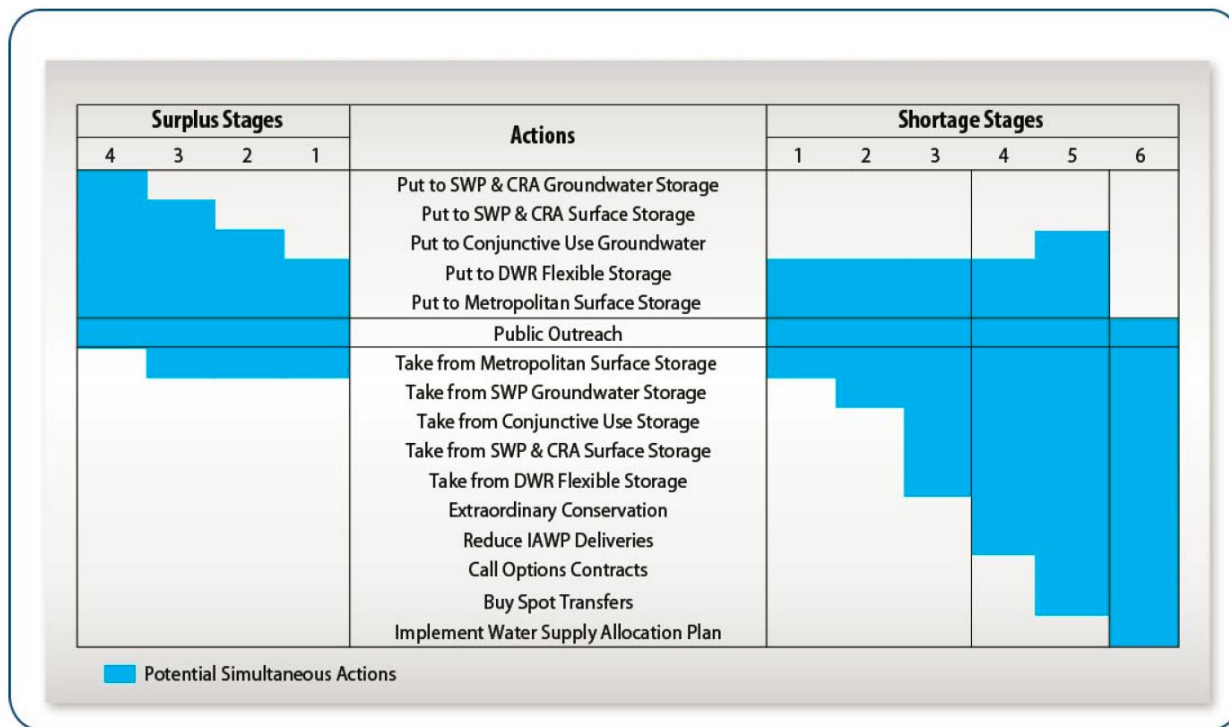 Surplus Stages
Actions
Shortage Stages
4 3 2 1
1 2 3 4 5 6
Put to SWP & CRA Groundwater Storage
Put to SWP & CRA Surface Storage
Put to Conjunctive Use Groundwater
Put to DWR Flexible Storage
Put to Metropolitan Surface Storage
Public Outreach
Take from Metropolitan Surface Storage
Take from SWP Groundwater Storage
Take from Conjunctive Use Storage
Take from SWP & CRA Surface Storage
Take from DWR Flexible Storage
Extraordinary Conservation
Reduce IAWP Deliveries
Call Options Contracts
Buy Spot Transfers
Implement Water Supply Allocation Plan
Potential Simultaneous Actions